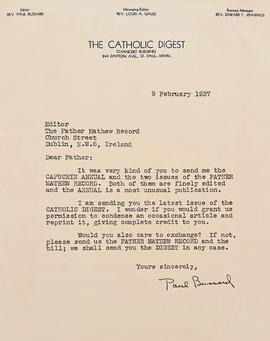 Editor
REV. PAUL BUSSARD
Managing Editor
REV. LOUIS A. GALES
Business Manager
REV. EDWARD F. JENNINGS
THE CATHOLIC DIGEST
CHANCERY BUILDING
244 DAYTON AVE., ST. PAUL, MINN.
9 February 1937
Editor
The Father Mathew Record
Church Street
Dublin, N.W.8, Ireland
Dear Father:
It was very kind of you to send me the
CAPUCHIN ANNUAL and the two issues of the FATHER
MATHEW RECORD. Both of them are finely edited
and the ANNUAL is a most unusual publication.
I am sending you the latest issue of the
CATHOLIC DIGEST. I wonder if you would grant us
permission to condense an occasional article and
reprint it, giving complete credit to you.
Would you also care to exchange? If not,
please send us the FATHER MATHEW RECORD and the
bill; we shall send you the DIGEST in any case.
Yours sincerely,
Paul Bussard